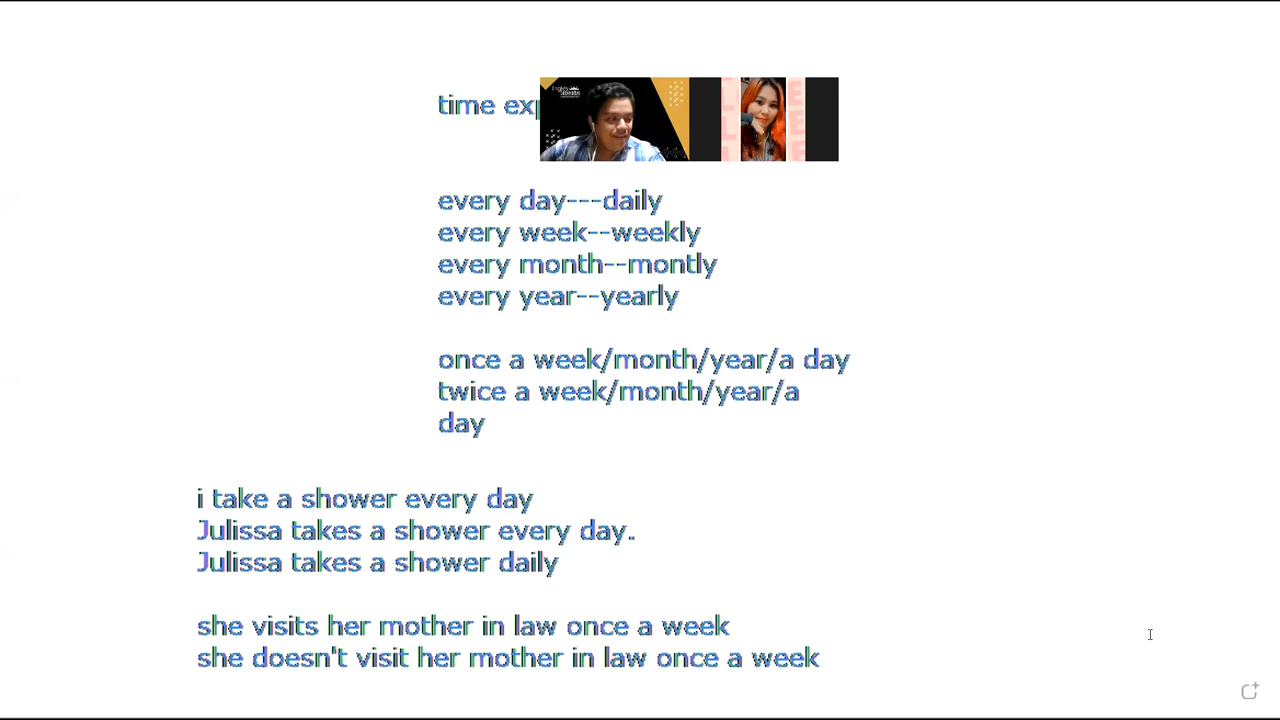 time exp
every day---daily
every week--weekly
every month--montly
every year--yearly
once a week/month/year/a day
twice a week/month/year/a
day
i take a shower every day
Julissa takes a shower every day.
Julissa takes a shower daily
she visits her mother in law once a week
she doesn't visit her mother in law once a week